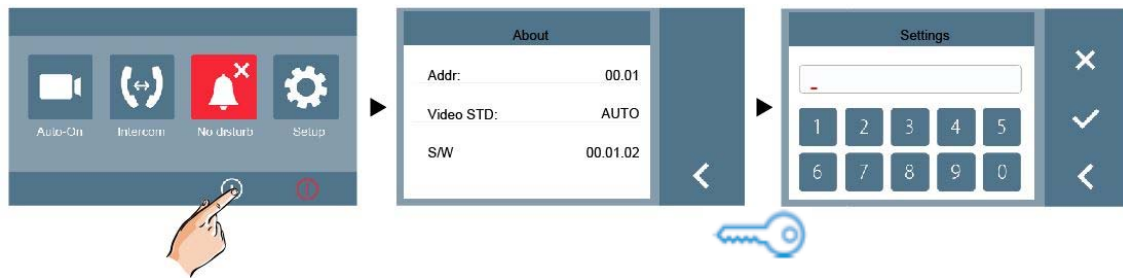 Auto-On Intercom No disturb Setup
About
Addr: 00.01
Video STD: AUTO
S/W 00.01.02
Settings
_
1 2 3 4 5
6 7 8 9 0